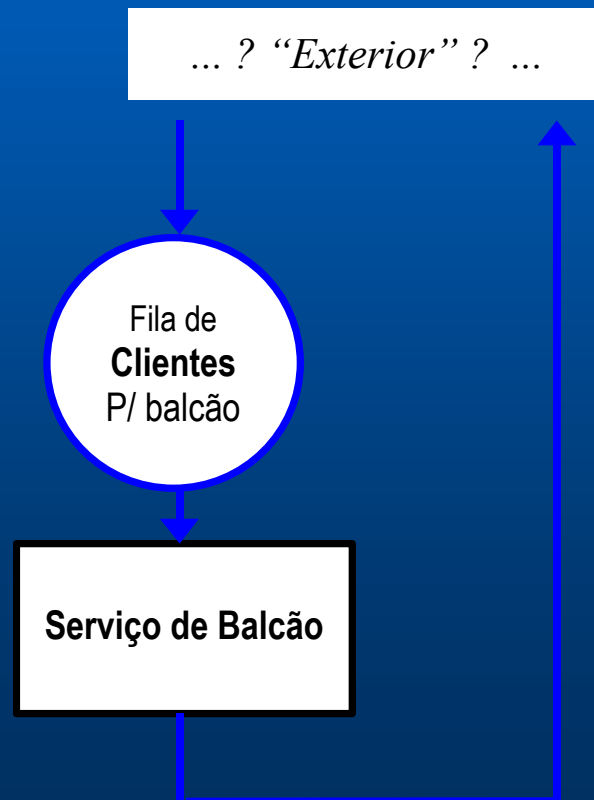 ... ? “Exterior” ? ...
Fila de
Clientes
P/ balcão
Serviço de Balcão